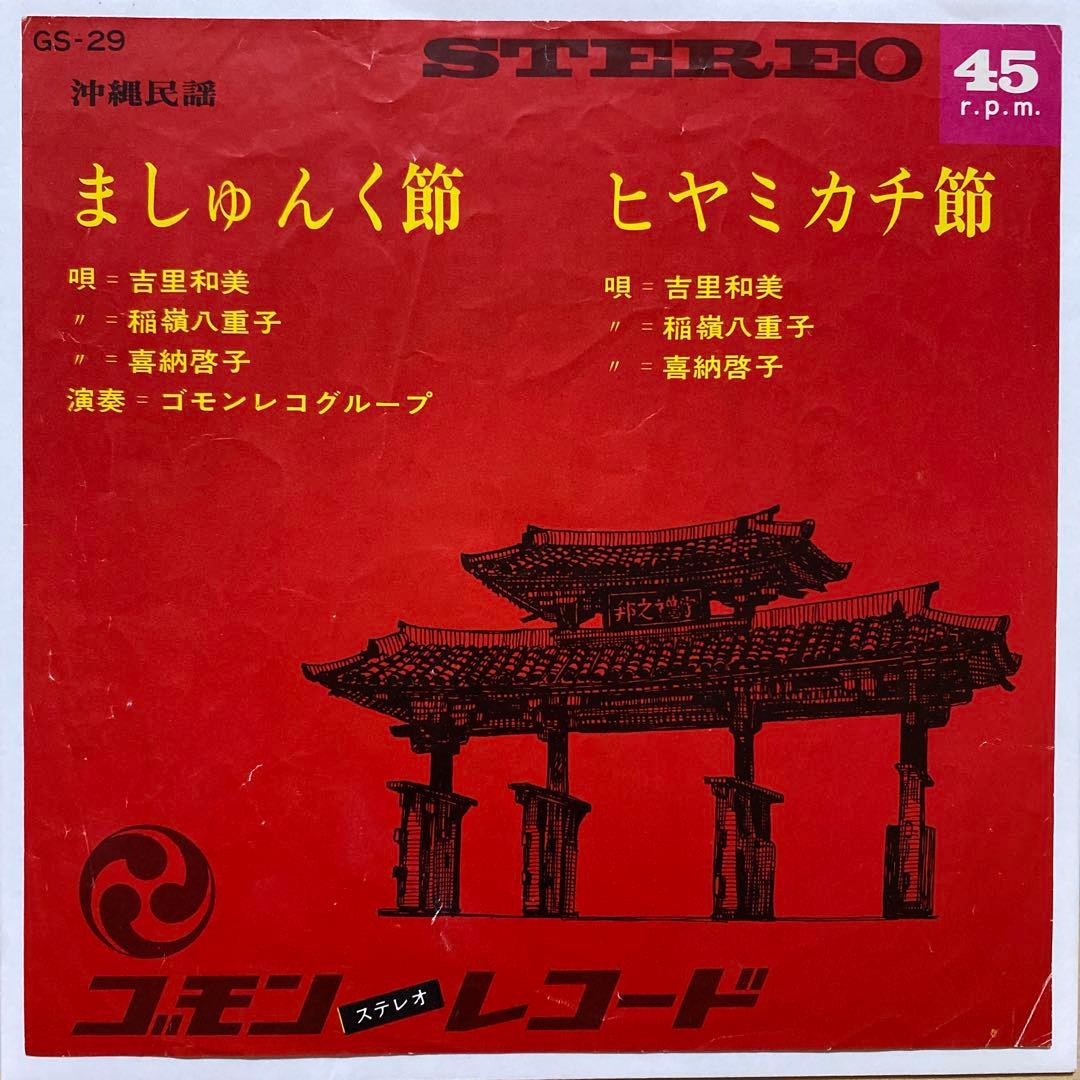 GS-29
STEREO
45
r.p.m.
沖縄民謡
ましゅんく節
唄=吉里和美
〃=稲嶺八重子
〃=喜納啓子
演奏=ゴモンレコグループ
ヒヤミカチ節
唄=吉里和美
〃=稲嶺八重子
〃=喜納啓子
守禮之邦
ゴモンレコード
ステレオ